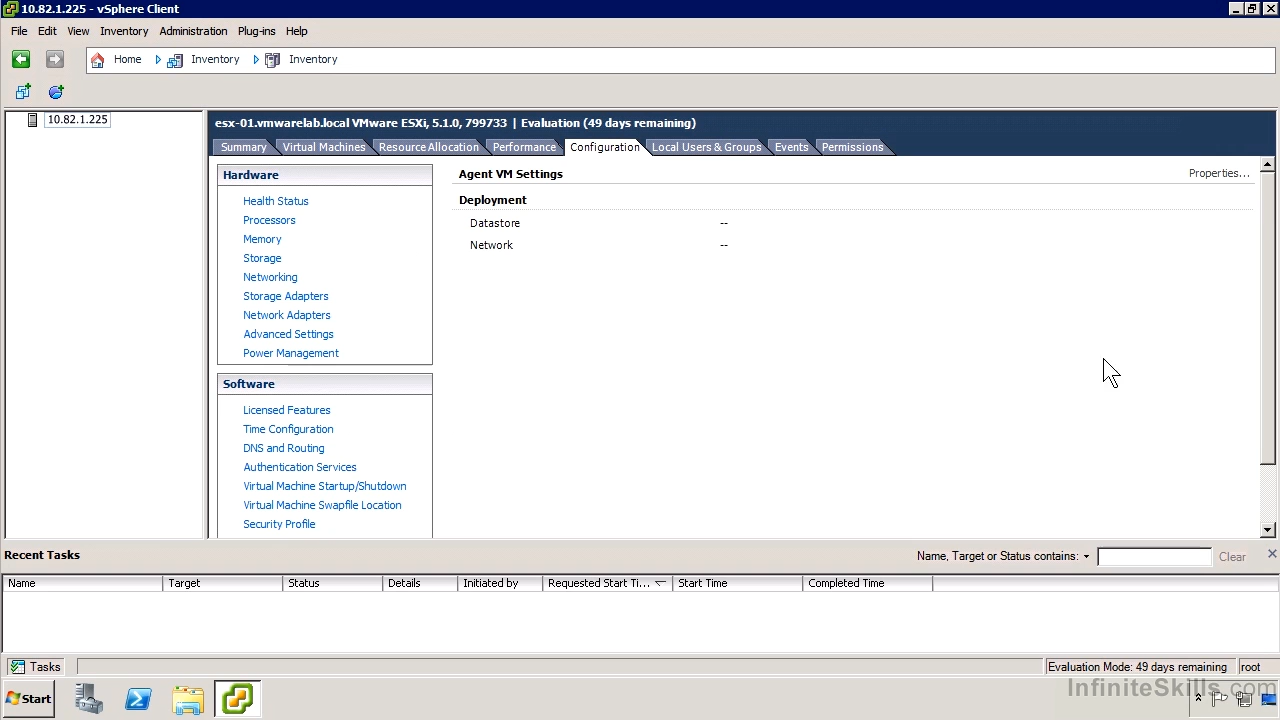 10.82.1.225 - vSphere Client
File Edit View Inventory Administration Plug-ins Help
Home Inventory Inventory
10.82.1.225
esx-01.vmwarelab.local VMware ESXi, 5.1.0, 799733 | Evaluation (49 days remaining)
Summary Virtual Machines Resource Allocation Performance Configuration Local Users & Groups Events Permissions
Hardware
Health Status
Processors
Memory
Storage
Networking
Storage Adapters
Network Adapters
Advanced Settings
Power Management
Software
Licensed Features
Time Configuration
DNS and Routing
Authentication Services
Virtual Machine Startup/Shutdown
Virtual Machine Swapfile Location
Security Profile
Agent VM Settings Properties...
Deployment
Datastore --
Network --
Recent Tasks Name, Target or Status contains: Clear
Name Target Status Details Initiated by Requested Start Ti... Start Time Completed Time
Tasks Evaluation Mode: 49 days remaining root
Start
InfiniteSkills.com